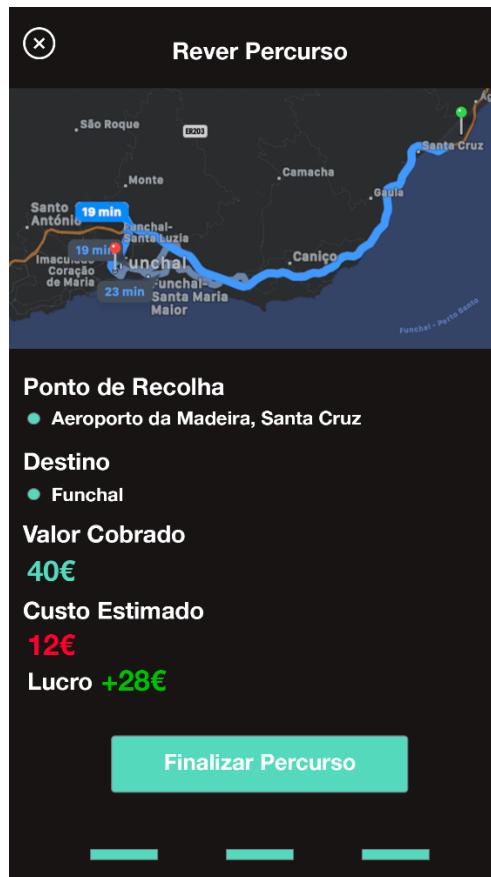 Rever Percurso
São Roque
ER203
Monte
Camacha
Santa Cruz
Gaula
Santo
António
19 min
Funchal-
Santa Luzia
19 min
Funchal
Caniço
Imaculado
Coração
de Maria
23 min
Funchal-
Santa Maria
Maior
Funchal - Porto Santo
Ponto de Recolha
Aeroporto da Madeira, Santa Cruz
Destino
Funchal
Valor Cobrado
40€
Custo Estimado
12€
Lucro +28€
Finalizar Percurso